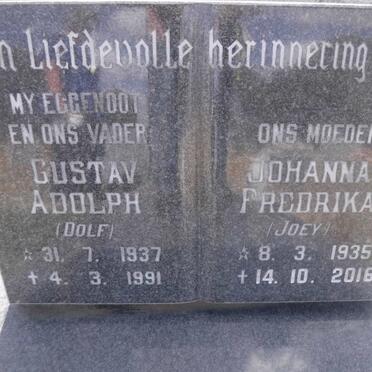 n Liefdevolle herinnering
MY EGGENOOT
EN ONS VADER
GUSTAV
ADOLPH
(DOLF)
☆ 31. 7. 1937
✝ 4. 3. 1991
ONS MOEDE
JOHANNA
FREDRIKA
(JOEY)
☆ 8. 3. 1935
✝ 14. 10. 2016